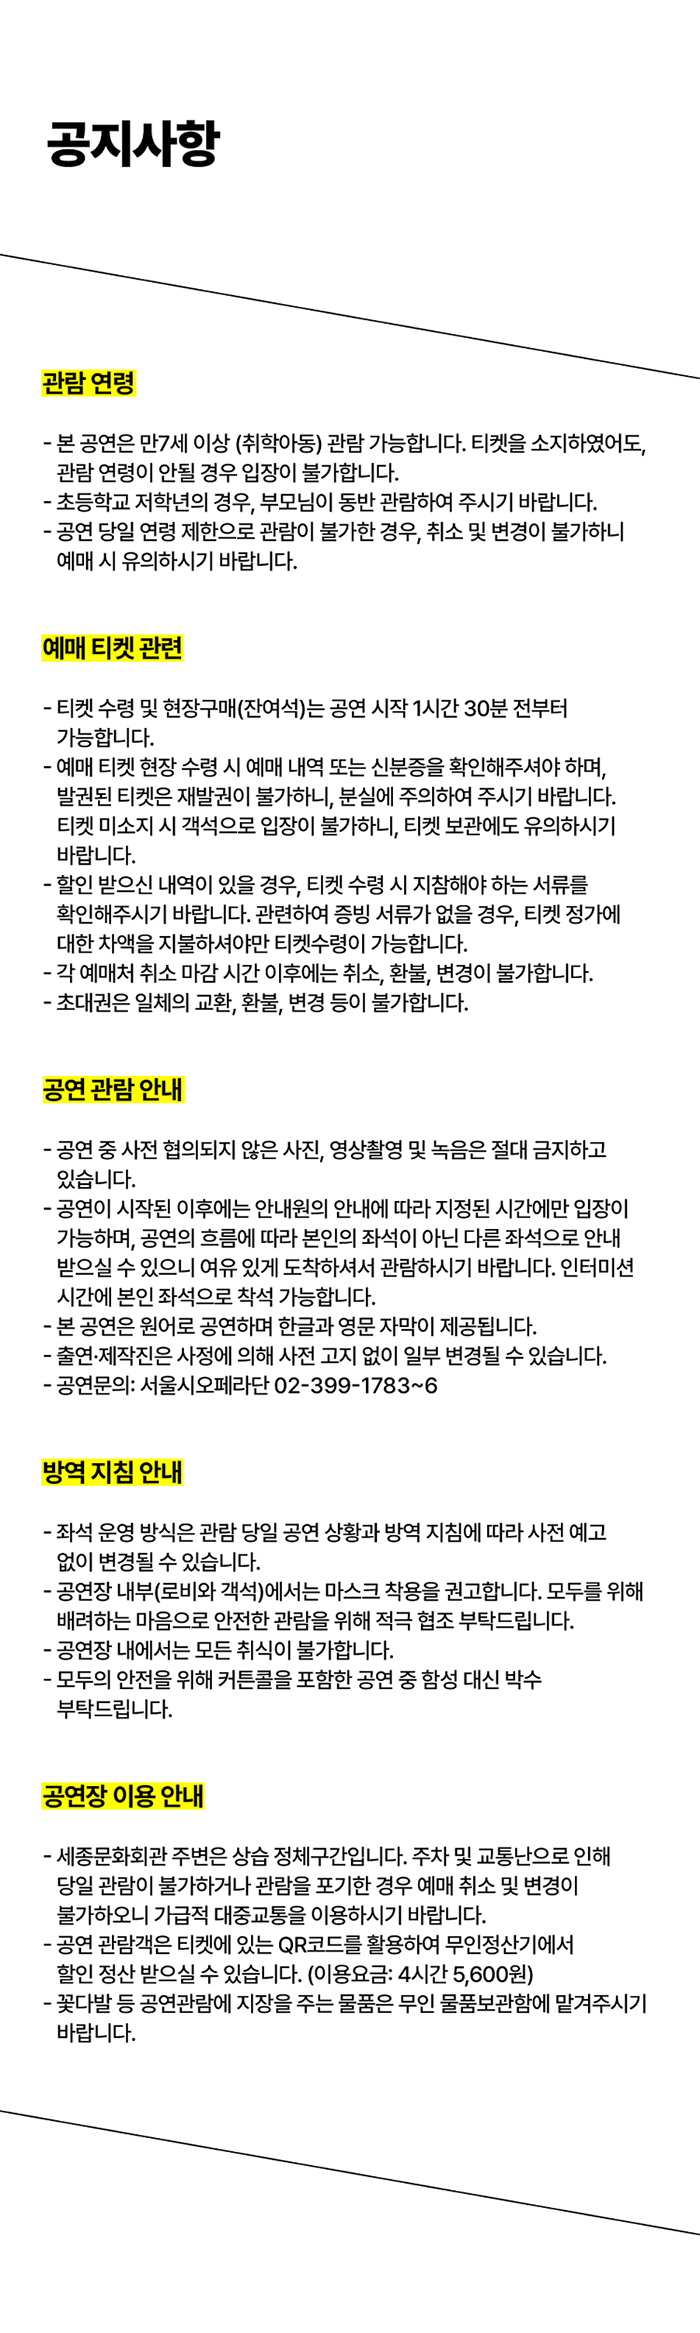 공지사항
관람 연령
- 본 공연은 만7세 이상 (취학아동) 관람 가능합니다. 티켓을 소지하였어도,
관람 연령이 안될 경우 입장이 불가합니다.
- 초등학교 저학년의 경우, 부모님이 동반 관람하여 주시기 바랍니다.
- 공연 당일 연령 제한으로 관람이 불가한 경우, 취소 및 변경이 불가하니
예매 시 유의하시기 바랍니다.
예매 티켓 관련
- 티켓 수령 및 현장구매(잔여석)는 공연 시작 1시간 30분 전부터
가능합니다.
- 예매 티켓 현장 수령 시 예매 내역 또는 신분증을 확인해주셔야 하며,
발권된 티켓은 재발권이 불가하니, 분실에 주의하여 주시기 바랍니다.
티켓 미소지 시 객석으로 입장이 불가하니, 티켓 보관에도 유의하시기
바랍니다.
- 할인 받으신 내역이 있을 경우, 티켓 수령 시 지참해야 하는 서류를
확인해주시기 바랍니다. 관련하여 증빙 서류가 없을 경우, 티켓 정가에
대한 차액을 지불하셔야만 티켓수령이 가능합니다.
- 각 예매처 취소 마감 시간 이후에는 취소, 환불, 변경이 불가합니다.
- 초대권은 일체의 교환, 환불, 변경 등이 불가합니다.
공연 관람 안내
- 공연 중 사전 협의되지 않은 사진, 영상촬영 및 녹음은 절대 금지하고
있습니다.
- 공연이 시작된 이후에는 안내원의 안내에 따라 지정된 시간에만 입장이
가능하며, 공연의 흐름에 따라 본인의 좌석이 아닌 다른 좌석으로 안내
받으실 수 있으니 여유 있게 도착하셔서 관람하시기 바랍니다. 인터미션
시간에 본인 좌석으로 착석 가능합니다.
- 본 공연은 원어로 공연하며 한글과 영문 자막이 제공됩니다.
- 출연·제작진은 사정에 의해 사전 고지 없이 일부 변경될 수 있습니다.
- 공연문의: 서울시오페라단 02-399-1783~6
방역 지침 안내
- 좌석 운영 방식은 관람 당일 공연 상황과 방역 지침에 따라 사전 예고
없이 변경될 수 있습니다.
- 공연장 내부(로비와 객석)에서는 마스크 착용을 권고합니다. 모두를 위해
배려하는 마음으로 안전한 관람을 위해 적극 협조 부탁드립니다.
- 공연장 내에서는 모든 취식이 불가합니다.
- 모두의 안전을 위해 커튼콜을 포함한 공연 중 함성 대신 박수
부탁드립니다.
공연장 이용 안내
- 세종문화회관 주변은 상습 정체구간입니다. 주차 및 교통난으로 인해
당일 관람이 불가하거나 관람을 포기한 경우 예매 취소 및 변경이
불가하오니 가급적 대중교통을 이용하시기 바랍니다.
- 공연 관람객은 티켓에 있는 QR코드를 활용하여 무인정산기에서
할인 정산 받으실 수 있습니다. (이용요금: 4시간 5,600원)
- 꽃다발 등 공연관람에 지장을 주는 물품은 무인 물품보관함에 맡겨주시기
바랍니다.